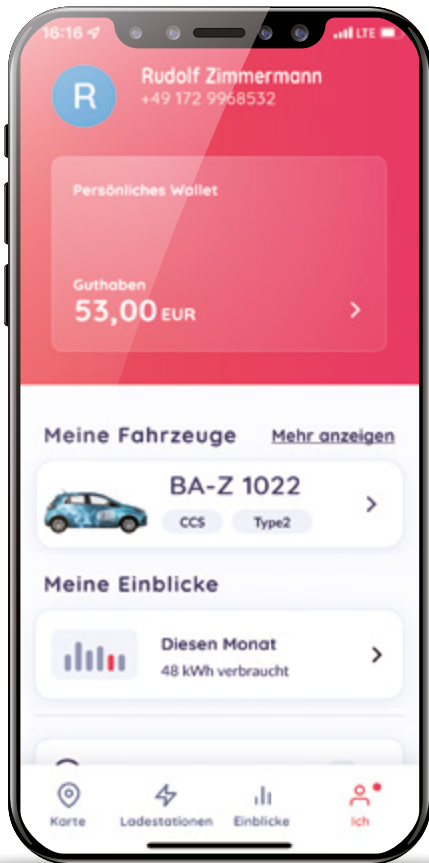 16:16
LTE
R
Rudolf Zimmermann
+49 172 9968532
Persönliches Wallet
Guthaben
53,00 EUR
Meine Fahrzeuge Mehr anzeigen
BA-Z 1022
CCS Type2
Meine Einblicke
Diesen Monat
48 kWh verbraucht
Karte Ladestationen Einblicke Ich